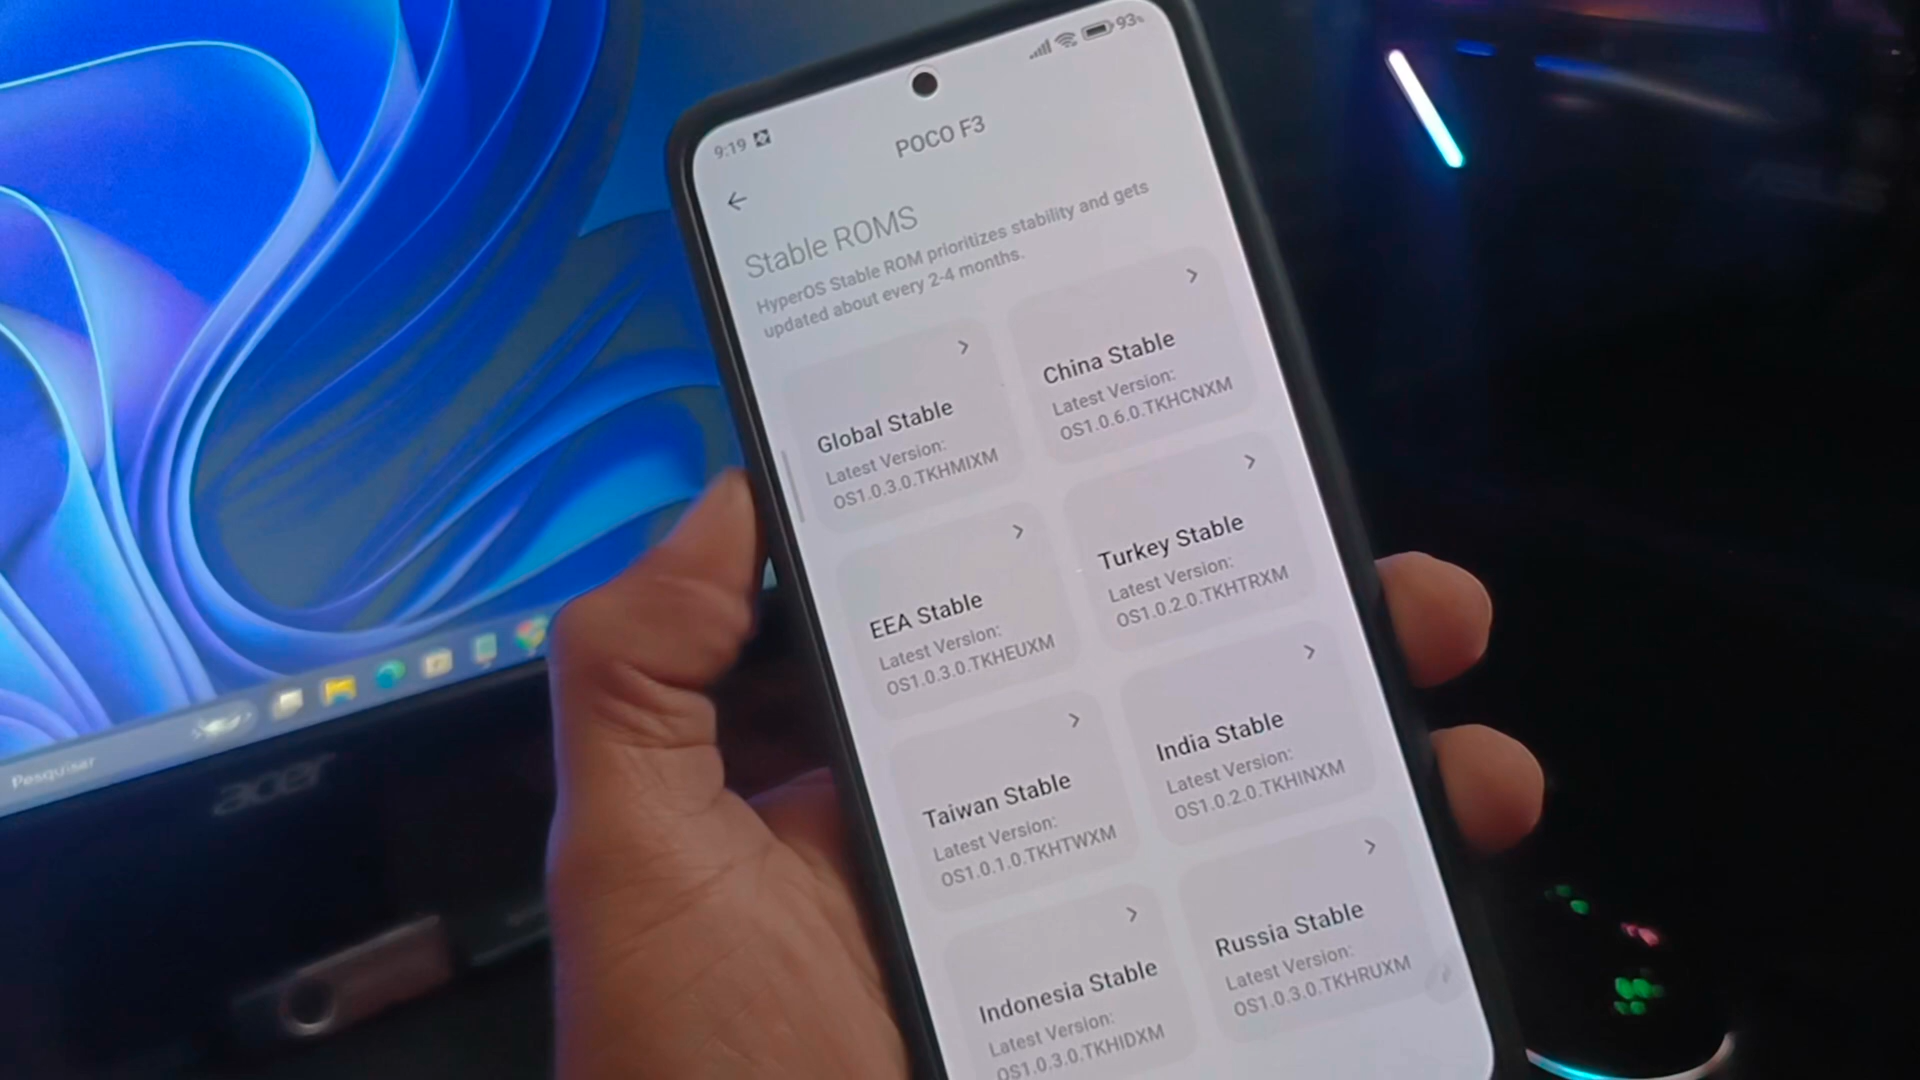 9:19
93%
POCO F3
Stable ROMS
HyperOS Stable ROM prioritizes stability and gets
updated about every 2-4 months.
Global Stable
Latest Version:
OS1.0.3.0.TKHMIXM
China Stable
Latest Version:
OS1.0.6.0.TKHCNXM
EEA Stable
Latest Version:
OS1.0.3.0.TKHEUXM
Turkey Stable
Latest Version:
OS1.0.2.0.TKHTRXM
Taiwan Stable
Latest Version:
OS1.0.1.0.TKHTWXM
India Stable
Latest Version:
OS1.0.2.0.TKHINXM
Indonesia Stable
Latest Version:
OS1.0.3.0.TKHIDXM
Russia Stable
Latest Version:
OS1.0.3.0.TKHRUXM
Pesquisar
acer